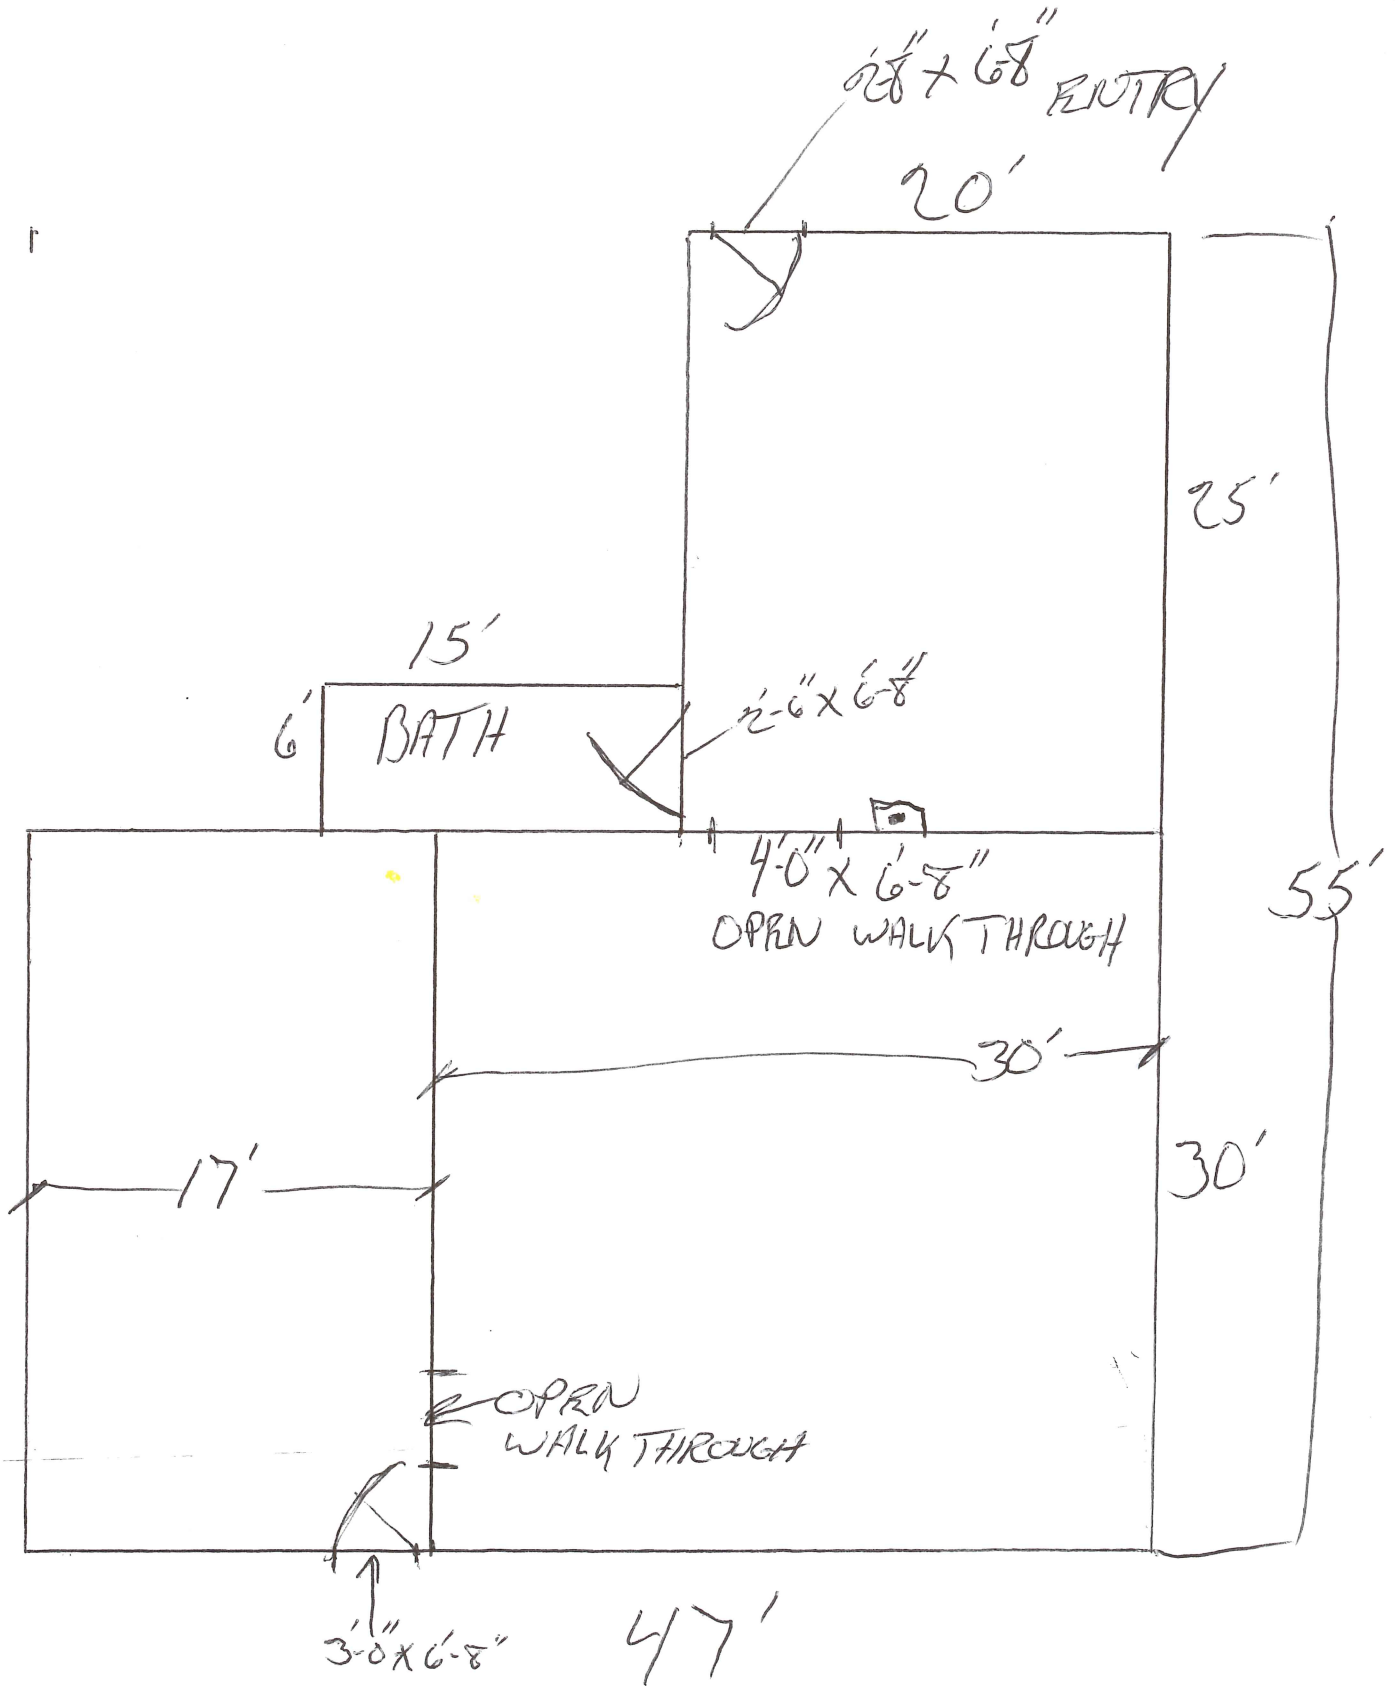 2'-8" X 6'-8" ENTRY
20'
25'
15'
6'
BATH
2'-6" X 6'-8"
4'-0" X 6'-8"
OPEN WALK THROUGH
55'
30'
17'
30'
OPEN
WALK THROUGH
3'-0" X 6'-8"
47'